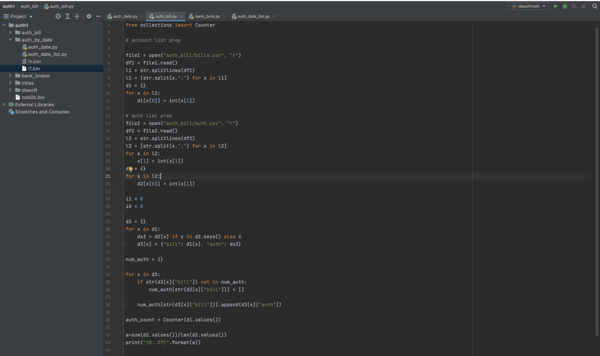 auth1 auth_bill auth_bill.py
diasoftmain
Project
auth_date.py auth_bill.py bank_brok.py auth_date_list.py
auth1
auth_bill
auth_by_date
auth_date.py
auth_date_list.py
in.csv
l1.bin
bank_broker
cities
diasoft
nobills.bin
External Libraries
Scratches and Consoles
from collections import Counter
# account list prep
file1 = open("auth_bill/bills.csv", "r")
df1 = file1.read()
l1 = str.splitlines(df1)
l1 = [str.split(x,";") for x in l1]
d1 = {}
for x in l1:
d1[x[0]] = int(x[1])
# auth list prep
file2 = open("auth_bill/auth.csv", "r")
df2 = file2.read()
l2 = str.splitlines(df2)
l2 = [str.split(x,";") for x in l2]
for x in l2:
x[1] = int(x[1])
= {}
for x in l2:
d2[x[0]] = int(x[1])
i1 = 0
i0 = 0
d3 = {}
for x in d1:
dx3 = d2[x] if x in d2.keys() else 0
d3[x] = {"bill": d1[x], "auth": dx3}
num_auth = {}
for x in d3:
if str(d3[x]["bill"]) not in num_auth:
num_auth[str(d3[x]["bill"])] = []
num_auth[str(d3[x]["bill"])].append(d3[x]["auth"])
auth_count = Counter(d1.values())
a=sum(d2.values())/len(d2.values())
print("{0:.2f}".format(a))